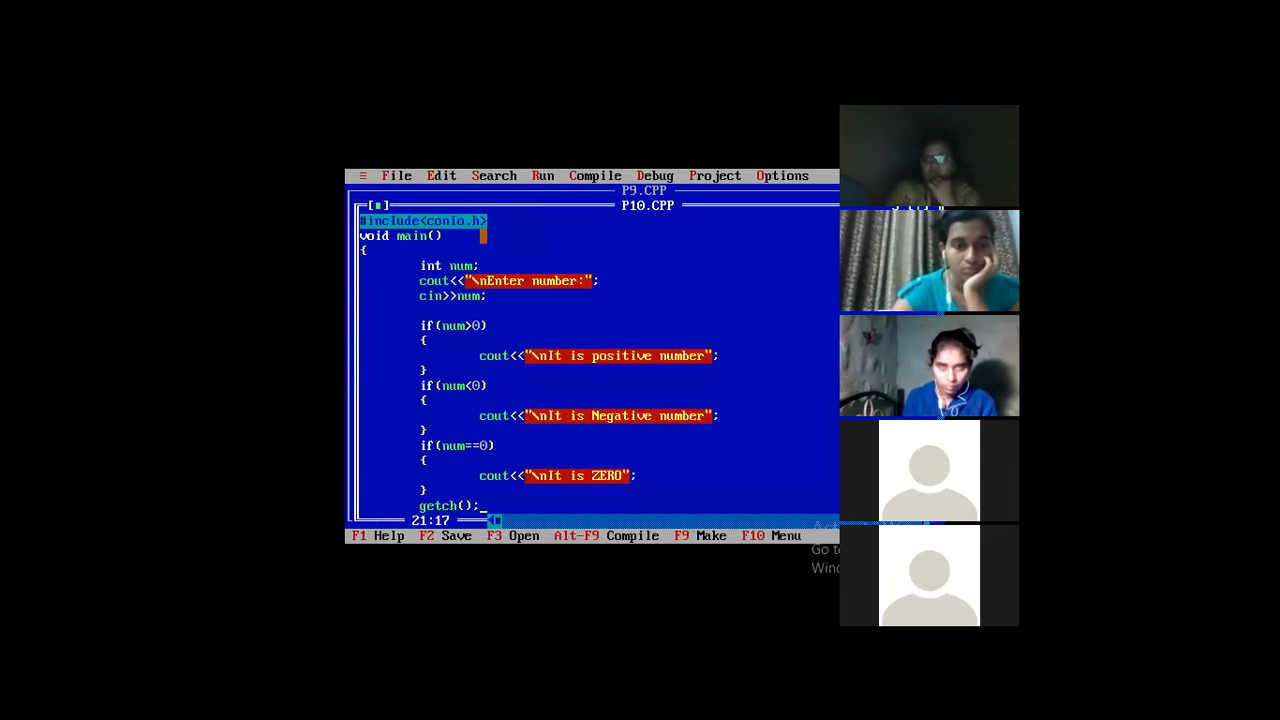 ≡ File Edit Search Run Compile Debug Project Options
P9.CPP
P10.CPP
#include<conio.h>
void main()
{
int num;
cout<<"\nEnter number:";
cin>>num;
if(num>0)
{
cout<<"\nIt is positive number";
}
if(num<0)
{
cout<<"\nIt is Negative number";
}
if(num==0)
{
cout<<"\nIt is ZERO";
}
getch();_
21:17
F1 Help F2 Save F3 Open Alt-F9 Compile F9 Make F10 Menu
Go